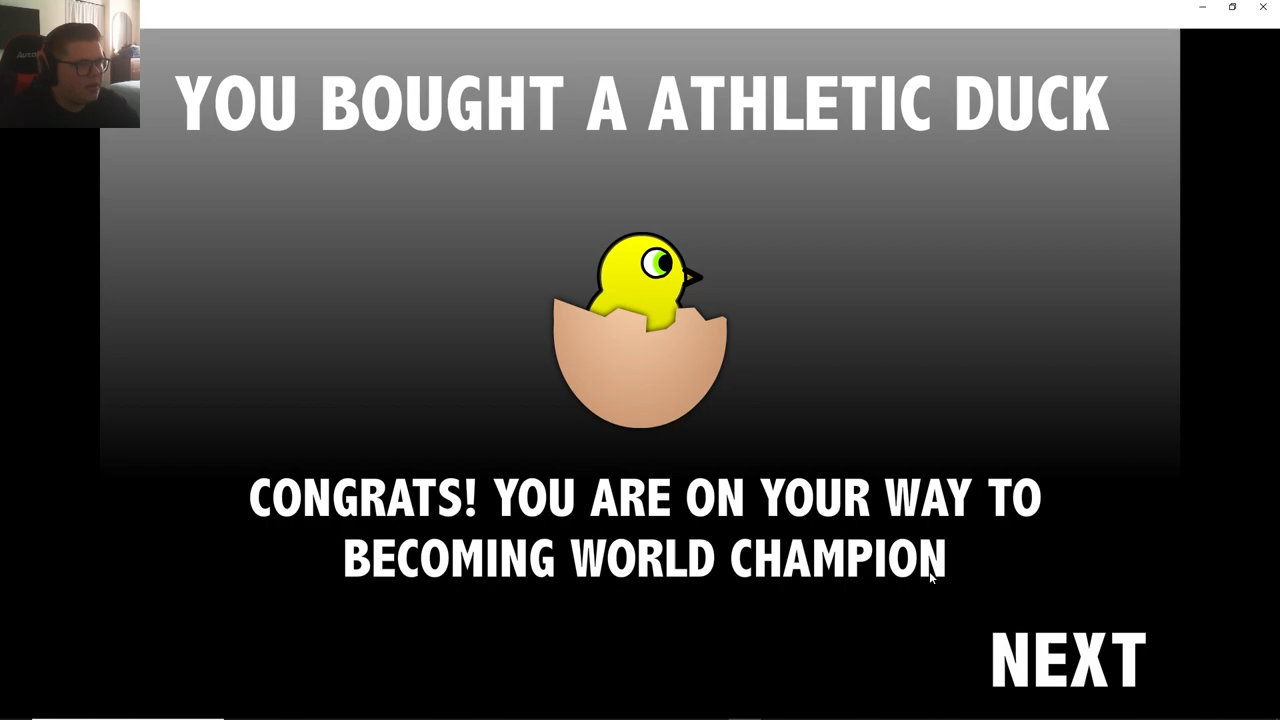 YOU BOUGHT A ATHLETIC DUCK
CONGRATS! YOU ARE ON YOUR WAY TO
BECOMING WORLD CHAMPION
NEXT